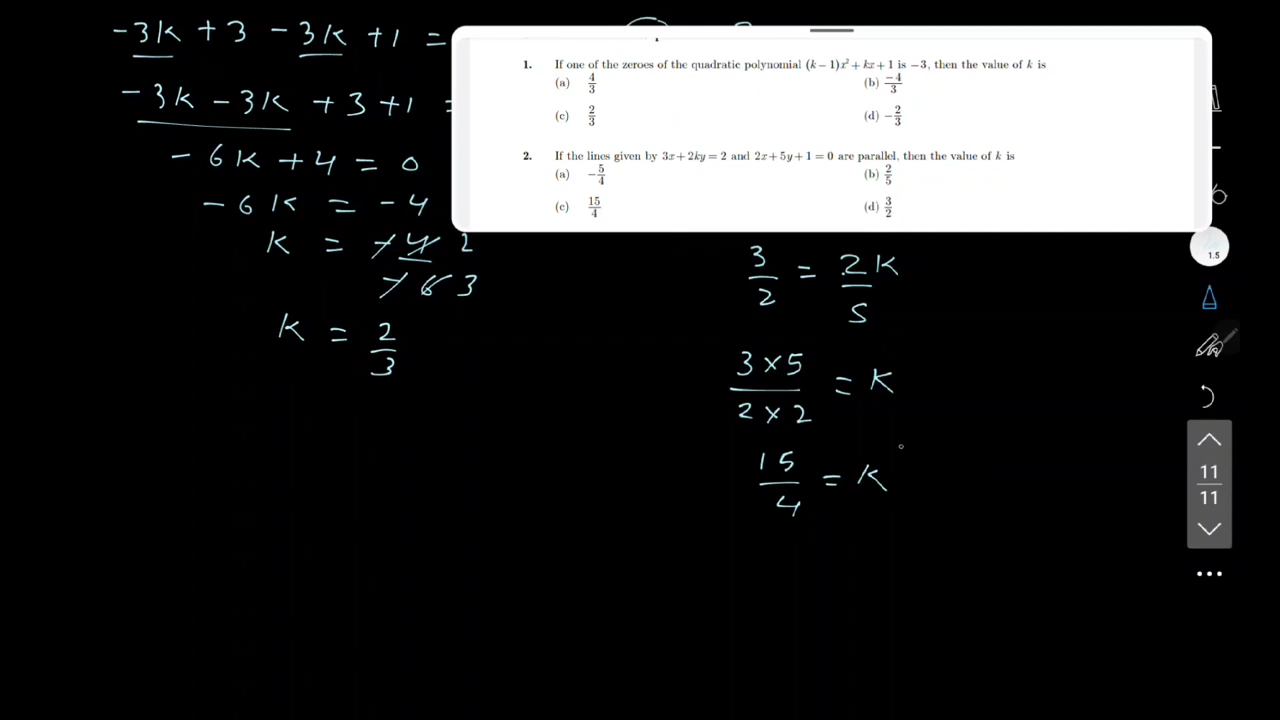 -3k + 3 - 3k + 1 =
-3k - 3k + 3 + 1 =
-6k + 4 = 0
-6k = -4
k = -4 2
-6 3
k = 2/3
1. If one of the zeroes of the quadratic polynomial (k − 1)x² + kx + 1 is −3, then the value of k is
(a) 4/3 (b) −4/3
(c) 2/3 (d) −2/3
2. If the lines given by 3x + 2ky = 2 and 2x + 5y + 1 = 0 are parallel, then the value of k is
(a) −5/4 (b) 2/5
(c) 15/4 (d) 3/2
3/2 = 2k/5
3×5/2×2 = k
15/4 = k
1.5
11
11